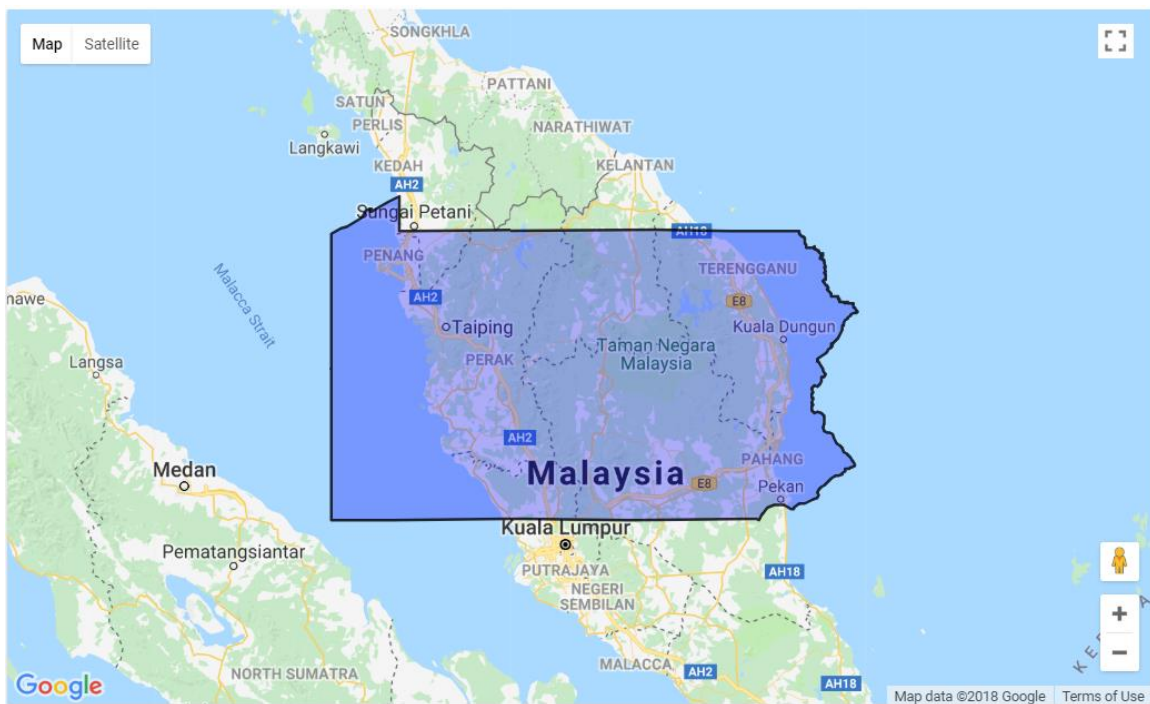 Map
Satellite
SONGKHLA
PATTANI
SATUN
PERLIS
NARATHIWAT
Langkawi
KEDAH
KELANTAN
AH2
Sungai Petani
AH18
PENANG
TERENGGANU
Malacca Strait
AH2
E8
Taiping
Kuala Dungun
Taman Negara
Malaysia
PERAK
Langsa
AH2
PAHANG
Medan
Malaysia
E8
Pekan
Kuala Lumpur
Pematangsiantar
PUTRAJAYA
AH18
NEGERI
SEMBILAN
MALACCA
AH2
NORTH SUMATRA
AH18
Google
Map data ©2018 Google
Terms of Use